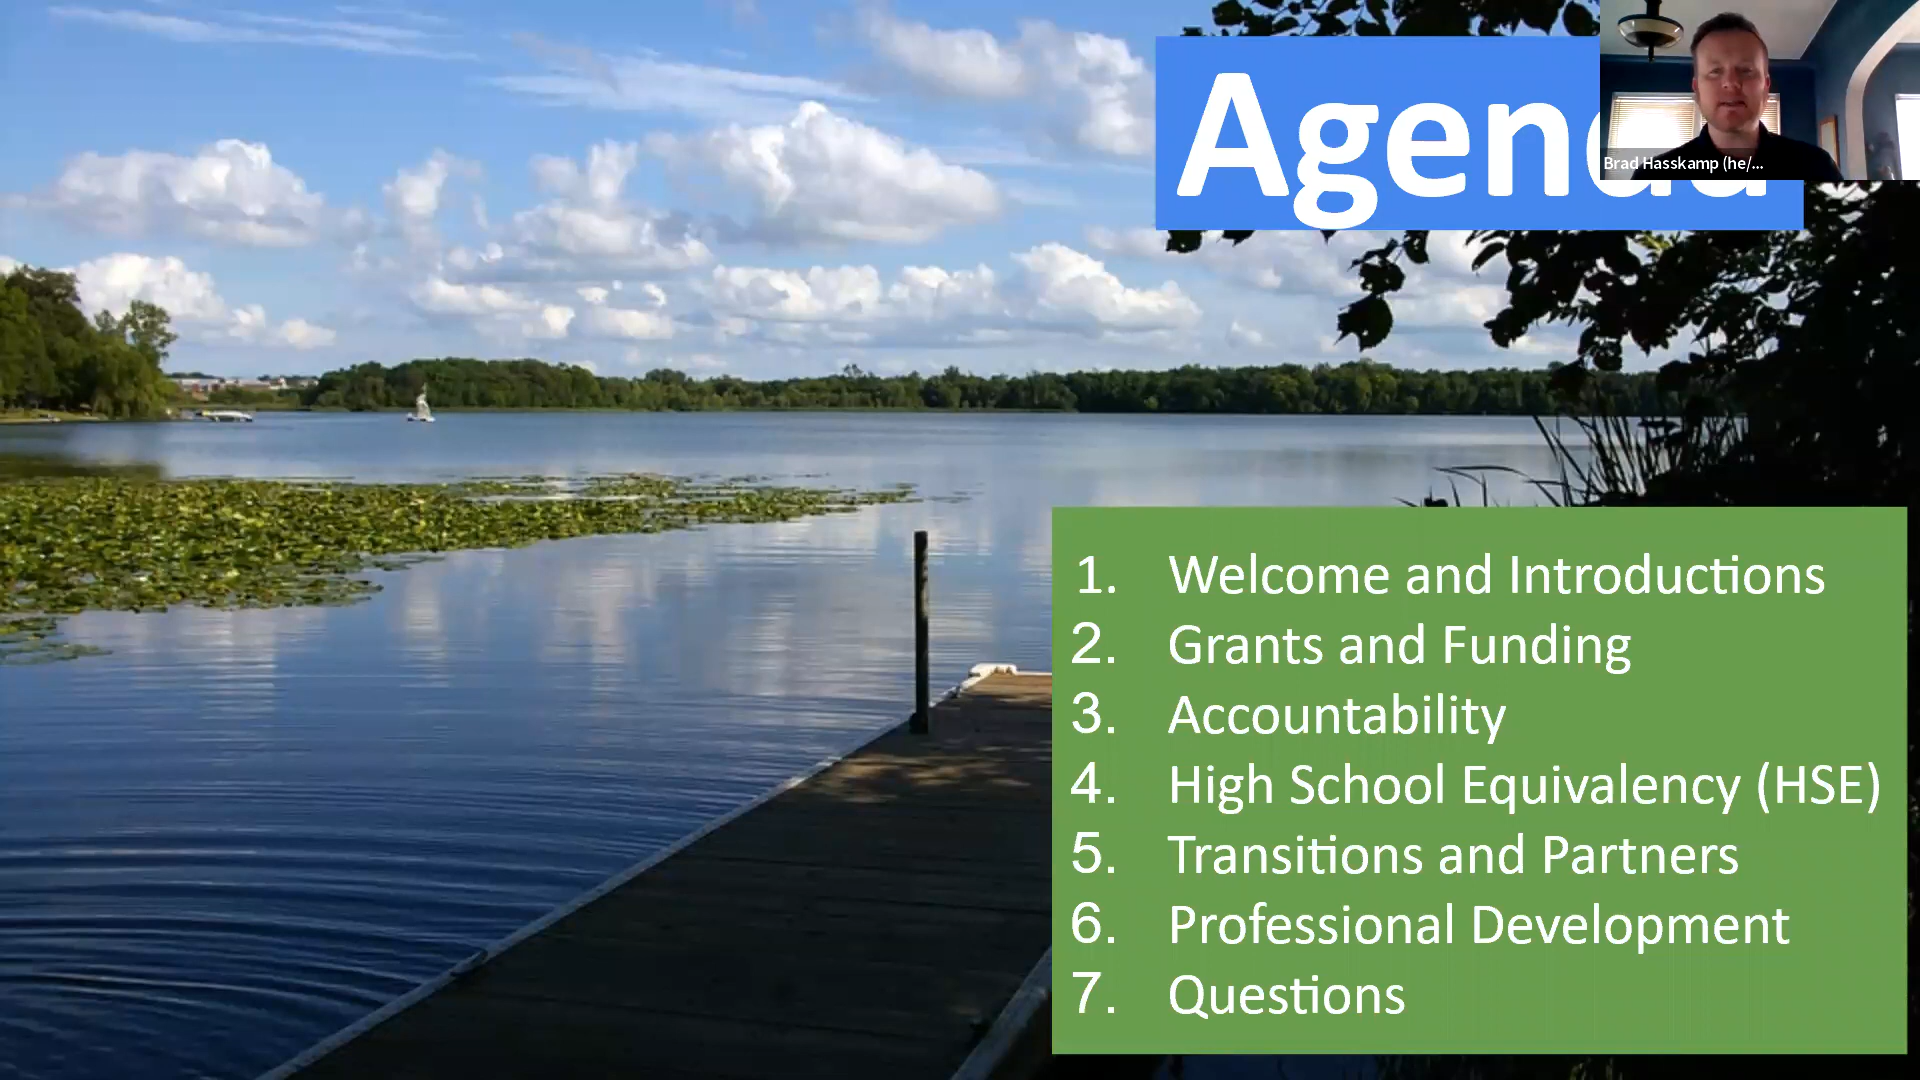 Agenda
Brad Hasskamp (he/...
1. Welcome and Introductions
2. Grants and Funding
3. Accountability
4. High School Equivalency (HSE)
5. Transitions and Partners
6. Professional Development
7. Questions